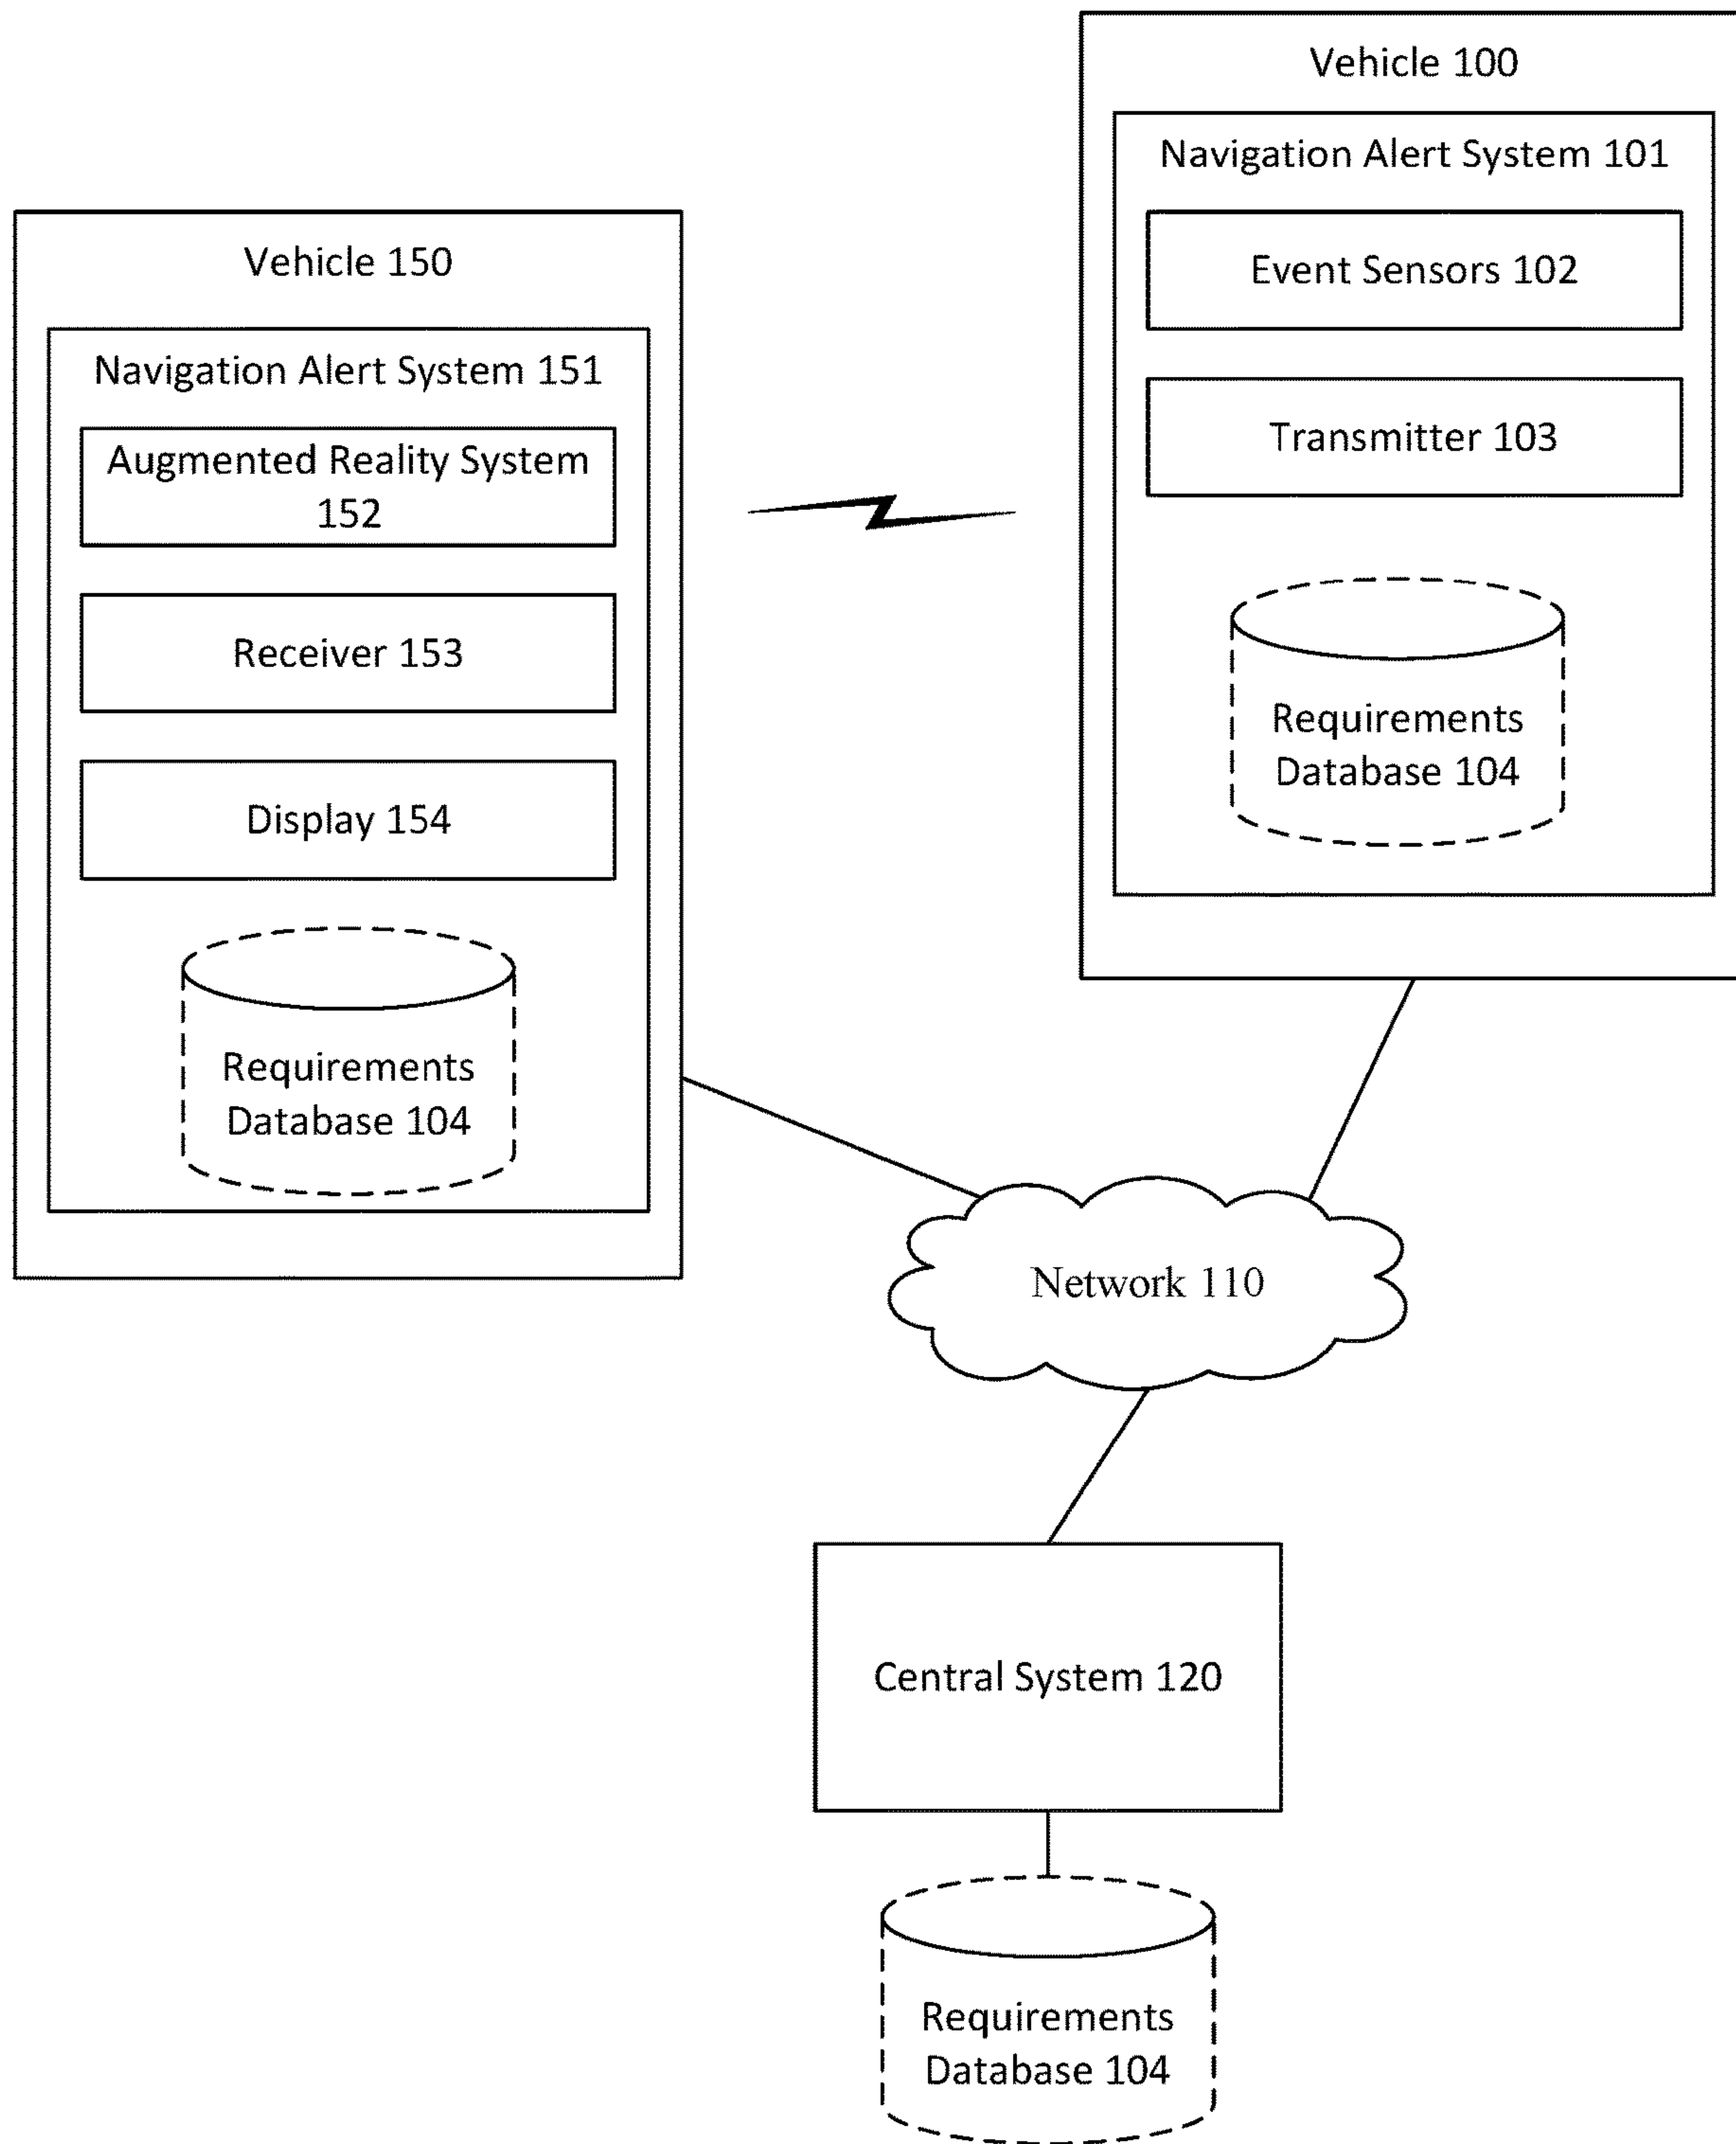 Vehicle 100
Navigation Alert System 101
Event Sensors 102
Transmitter 103
Requirements
Database 104
Vehicle 150
Navigation Alert System 151
Augmented Reality System
152
Receiver 153
Display 154
Requirements
Database 104
Network 110
Central System 120
Requirements
Database 104